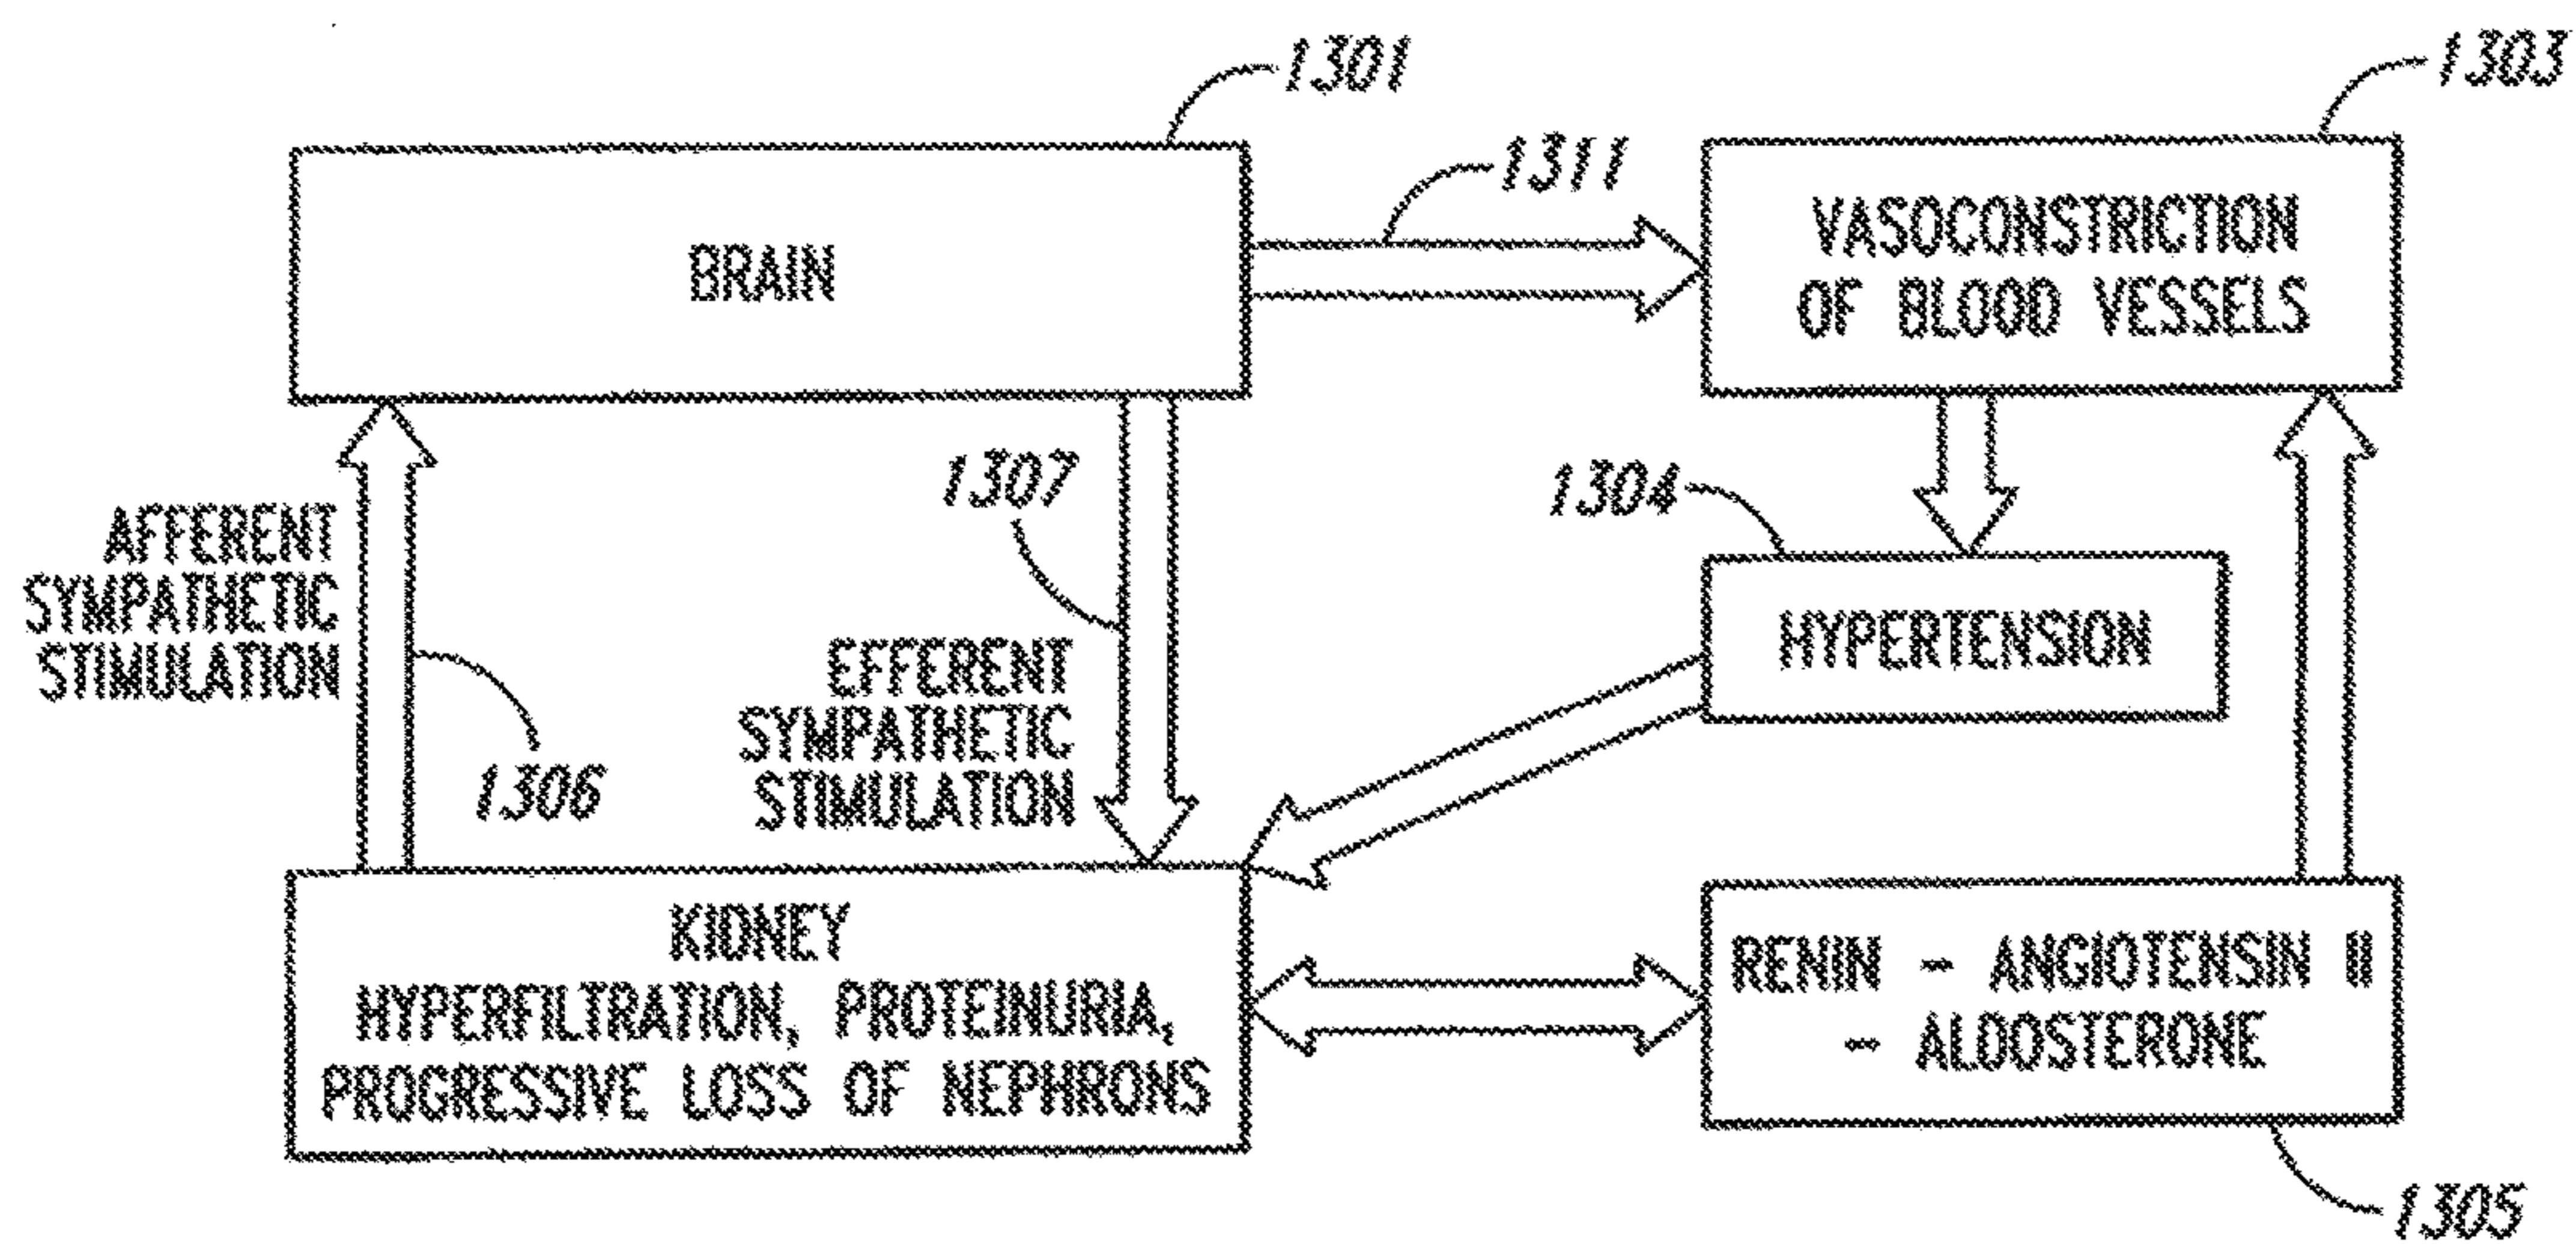 1301
1303
1311
BRAIN
VASOCONSTRICTION
OF BLOOD VESSELS
1307
1304
AFFERENT
SYMPATHETIC
STIMULATION
HYPERTENSION
EFFERENT
SYMPATHETIC
STIMULATION
1306
KIDNEY
HYPERFILTRATION, PROTEINURIA,
PROGRESSIVE LOSS OF NEPHRONS
RENIN - ANGIOTENSIN II
- ALDOSTERONE
1305